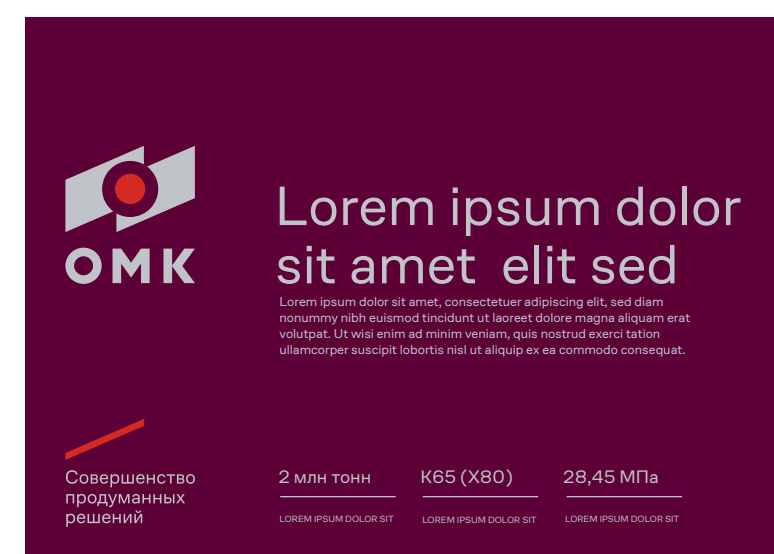 ОМК
Lorem ipsum dolor
sit amet elit sed
Lorem ipsum dolor sit amet, consectetuer adipiscing elit, sed diam
nonummy nibh euismod tincidunt ut laoreet dolore magna aliquam erat
volutpat. Ut wisi enim ad minim veniam, quis nostrud exerci tation
ullamcorper suscipit lobortis nisl ut aliquip ex ea commodo consequat.
Совершенство
продуманных
решений
2 млн тонн
К65 (Х80)
28,45 МПа
LOREM IPSUM DOLOR SIT
LOREM IPSUM DOLOR SIT
LOREM IPSUM DOLOR SIT